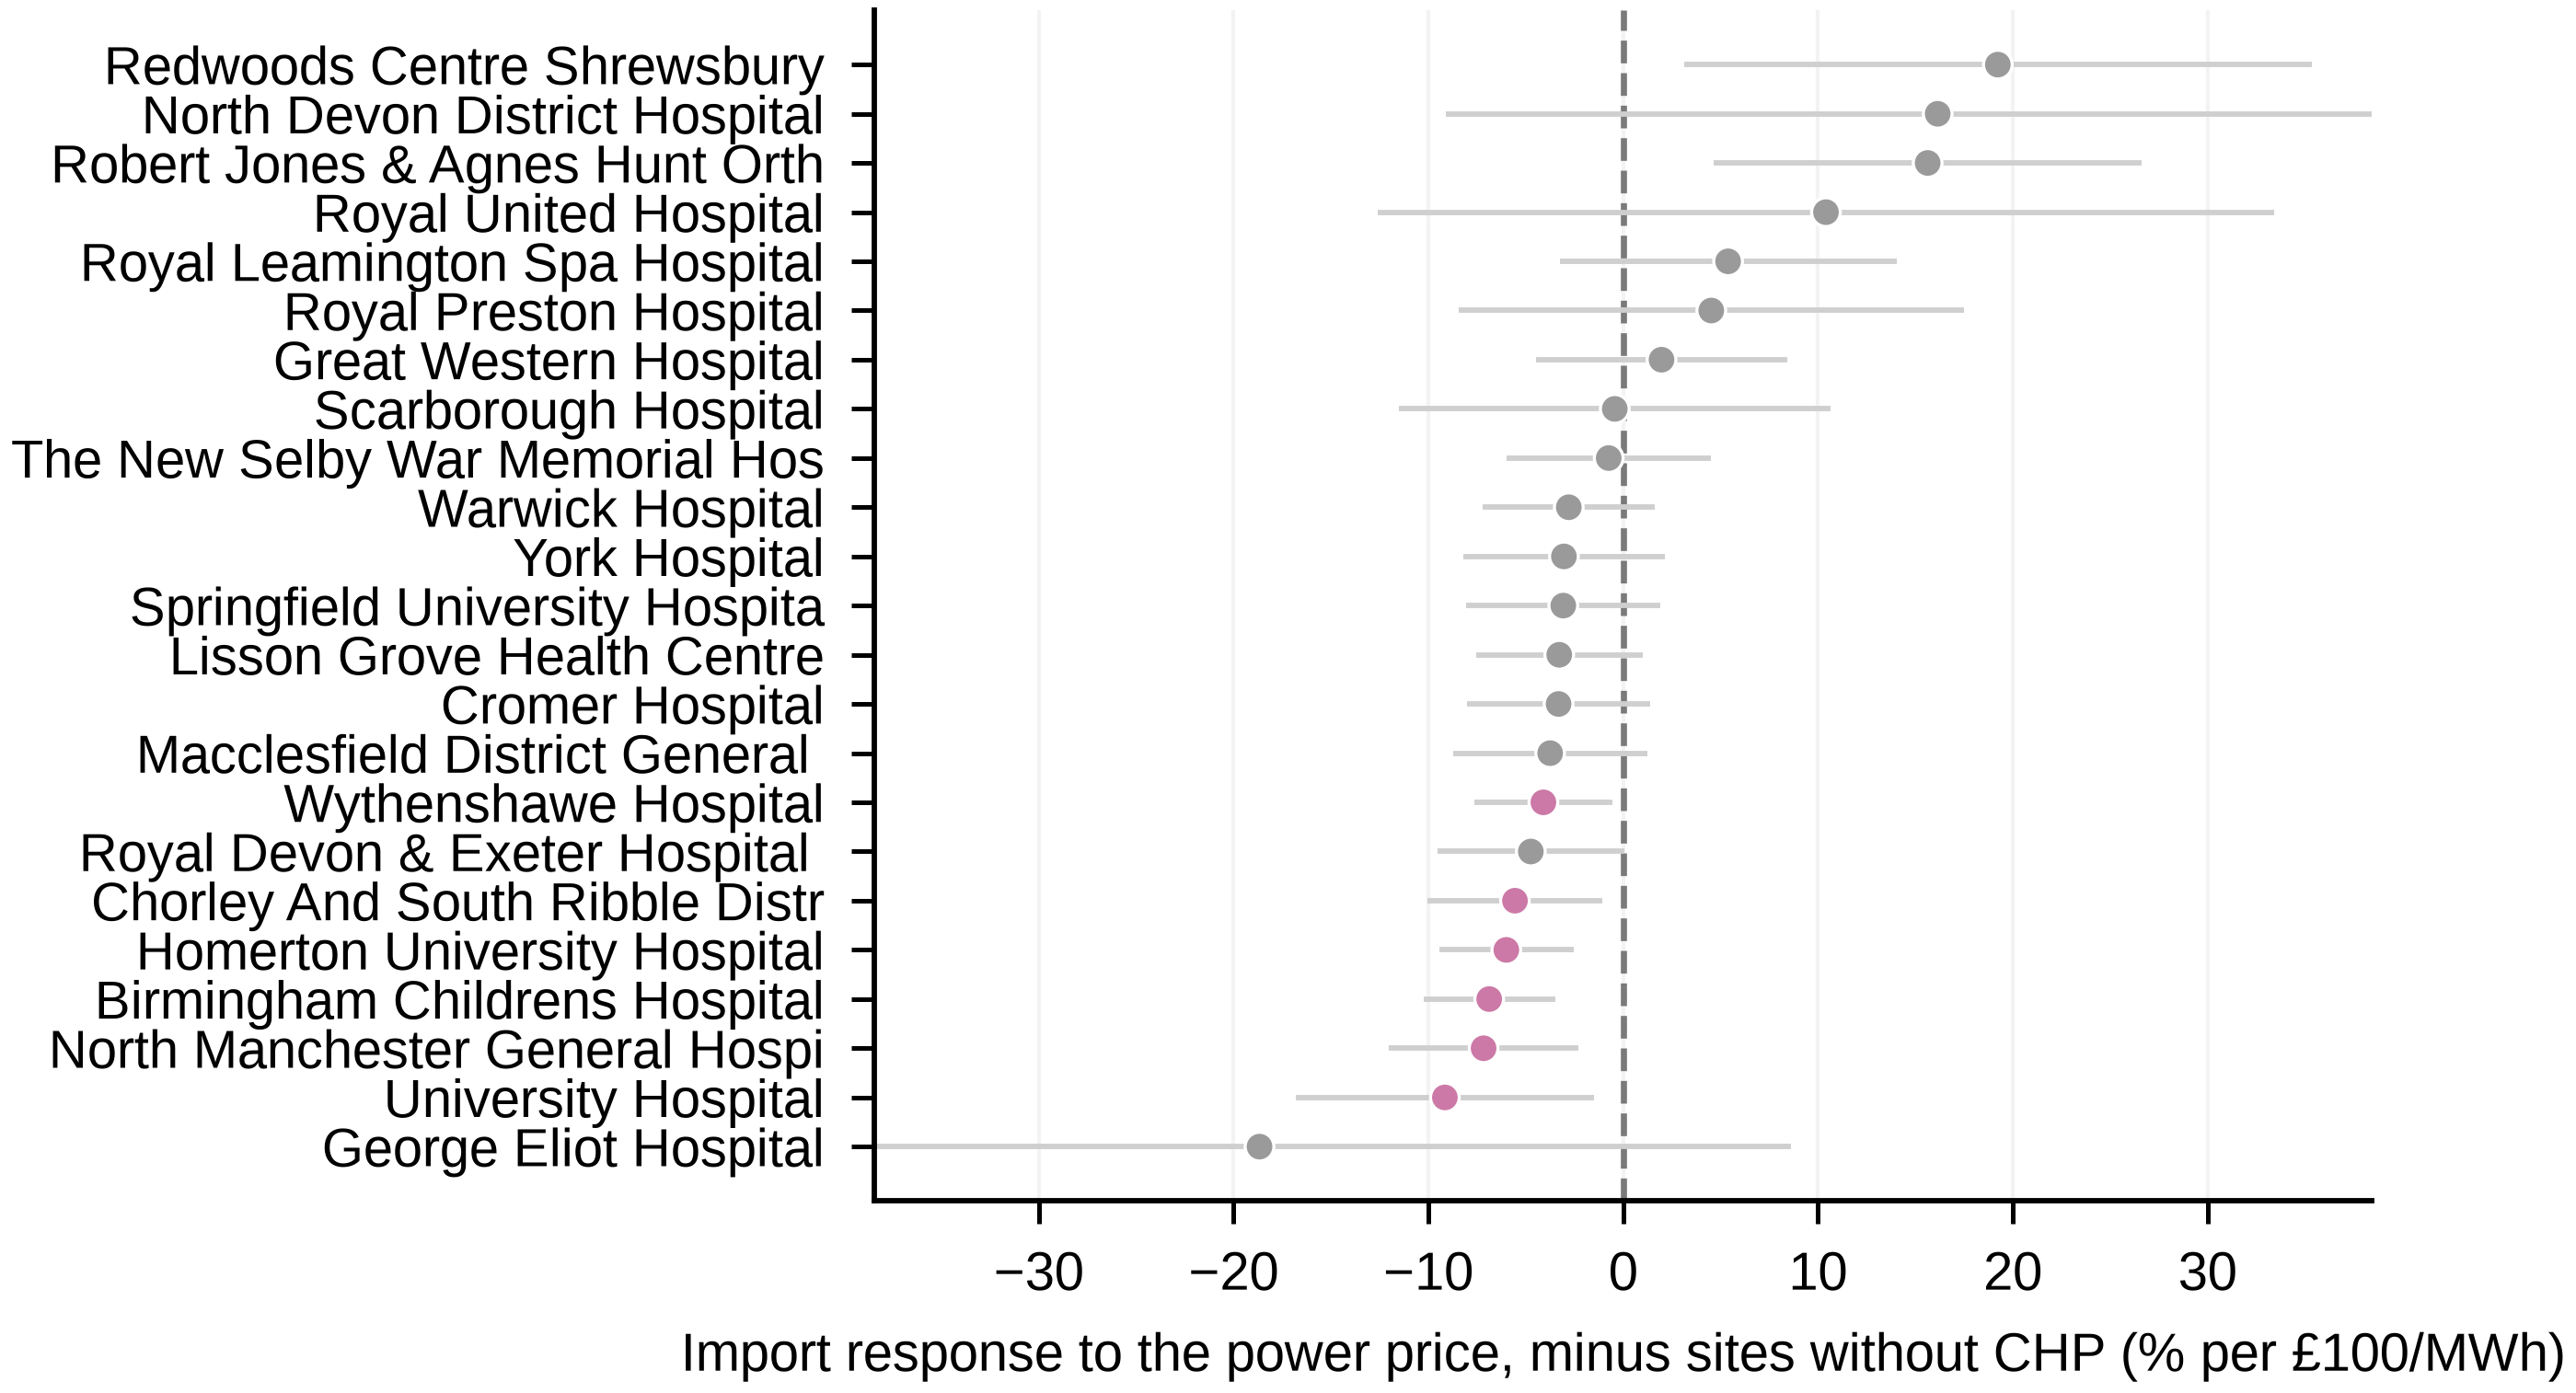 Redwoods Centre Shrewsbury
North Devon District Hospital
Robert Jones & Agnes Hunt Orth
Royal United Hospital
Royal Leamington Spa Hospital
Royal Preston Hospital
Great Western Hospital
Scarborough Hospital
The New Selby War Memorial Hos
Warwick Hospital
York Hospital
Springfield University Hospita
Lisson Grove Health Centre
Cromer Hospital
Macclesfield District General
Wythenshawe Hospital
Royal Devon & Exeter Hospital
Chorley And South Ribble Distr
Homerton University Hospital
Birmingham Childrens Hospital
North Manchester General Hospi
University Hospital
George Eliot Hospital
−30 −20 −10 0 10 20 30
Import response to the power price, minus sites without CHP (% per £100/MWh)